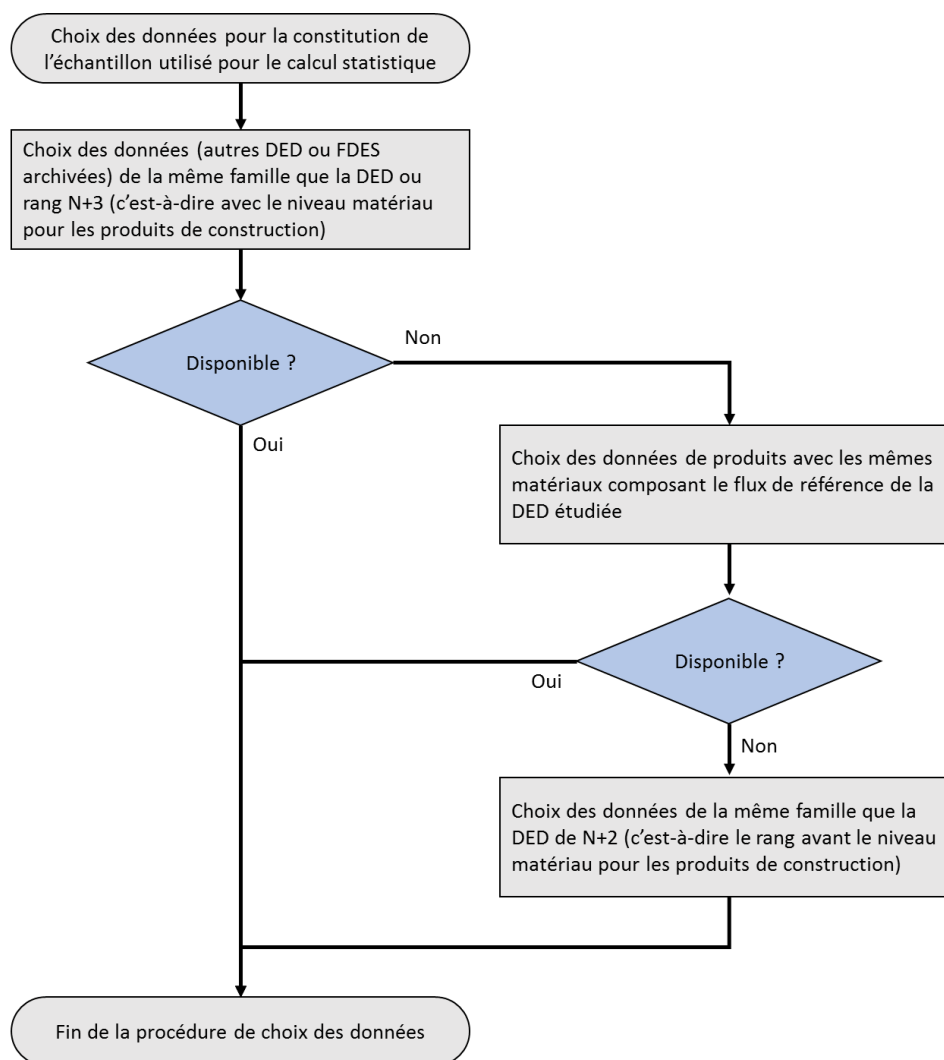 Choix des données pour la constitution de
l'échantillon utilisé pour le calcul statistique
Choix des données (autres DED ou FDES
archivées) de la même famille que la DED ou
rang N+3 (c'est-à-dire avec le niveau matériau
pour les produits de construction)
Disponible ?
Non
Oui
Choix des données de produits avec les mêmes
matériaux composant le flux de référence de la
DED étudiée
Disponible ?
Oui
Non
Choix des données de la même famille que la
DED de N+2 (c'est-à-dire le rang avant le niveau
matériau pour les produits de construction)
Fin de la procédure de choix des données